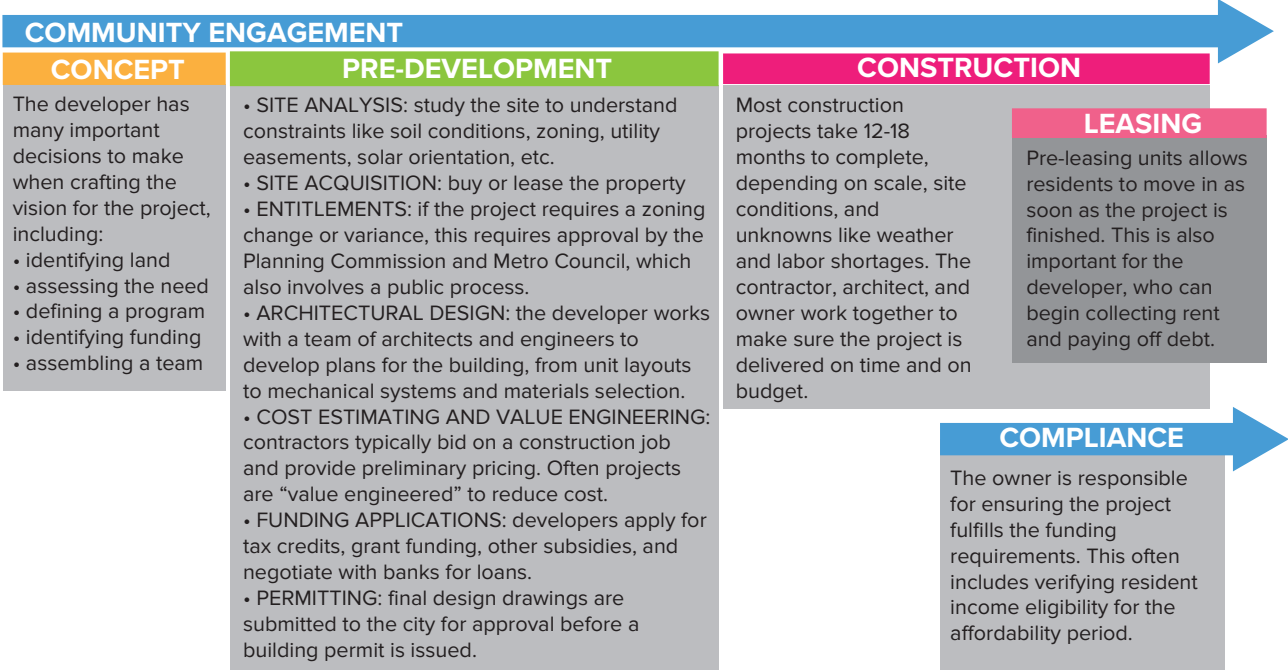 COMMUNITY ENGAGEMENT
CONCEPT
The developer has
many important
decisions to make
when crafting the
vision for the project,
including:
• identifying land
• assessing the need
• defining a program
• identifying funding
• assembling a team
PRE-DEVELOPMENT
• SITE ANALYSIS: study the site to understand
constraints like soil conditions, zoning, utility
easements, solar orientation, etc.
• SITE ACQUISITION: buy or lease the property
• ENTITLEMENTS: if the project requires a zoning
change or variance, this requires approval by the
Planning Commission and Metro Council, which
also involves a public process.
• ARCHITECTURAL DESIGN: the developer works
with a team of architects and engineers to
develop plans for the building, from unit layouts
to mechanical systems and materials selection.
• COST ESTIMATING AND VALUE ENGINEERING:
contractors typically bid on a construction job
and provide preliminary pricing. Often projects
are “value engineered” to reduce cost.
• FUNDING APPLICATIONS: developers apply for
tax credits, grant funding, other subsidies, and
negotiate with banks for loans.
• PERMITTING: final design drawings are
submitted to the city for approval before a
building permit is issued.
CONSTRUCTION
Most construction
projects take 12-18
months to complete,
depending on scale, site
conditions, and
unknowns like weather
and labor shortages. The
contractor, architect, and
owner work together to
make sure the project is
delivered on time and on
budget.
LEASING
Pre-leasing units allows
residents to move in as
soon as the project is
finished. This is also
important for the
developer, who can
begin collecting rent
and paying off debt.
COMPLIANCE
The owner is responsible
for ensuring the project
fulfills the funding
requirements. This often
includes verifying resident
income eligibility for the
affordability period.